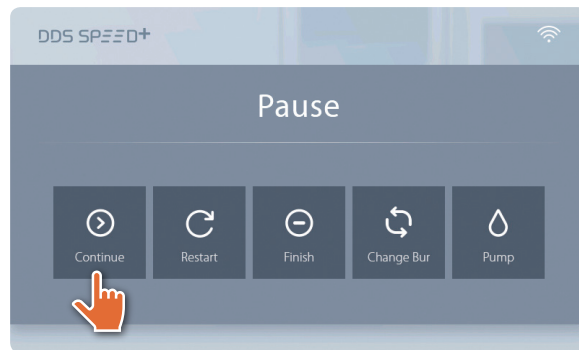 DDS SPEED+
Pause
Continue
Restart
Finish
Change Bur
Pump